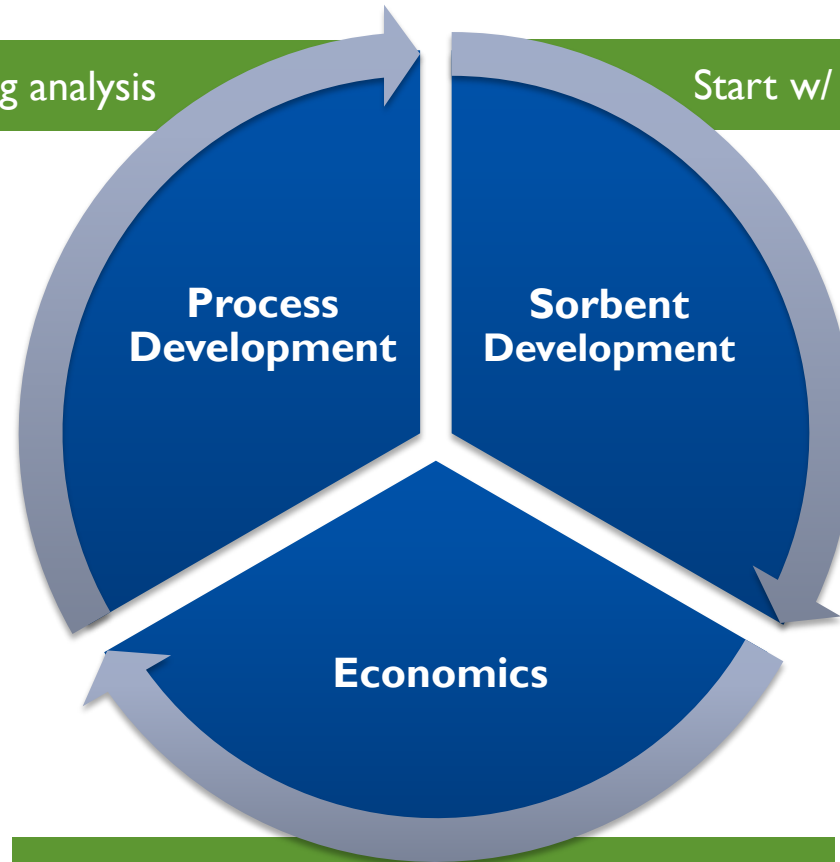 analysis
Start w/
Process
Development
Sorbent
Development
Economics